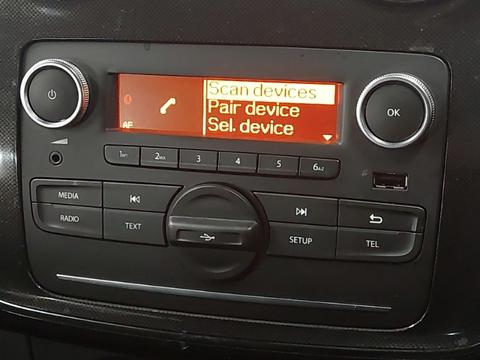 Scan devices
Pair device
AF Sel. device
OK
1 2 3 4 5 6
MEDIA
RADIO TEXT SETUP TEL